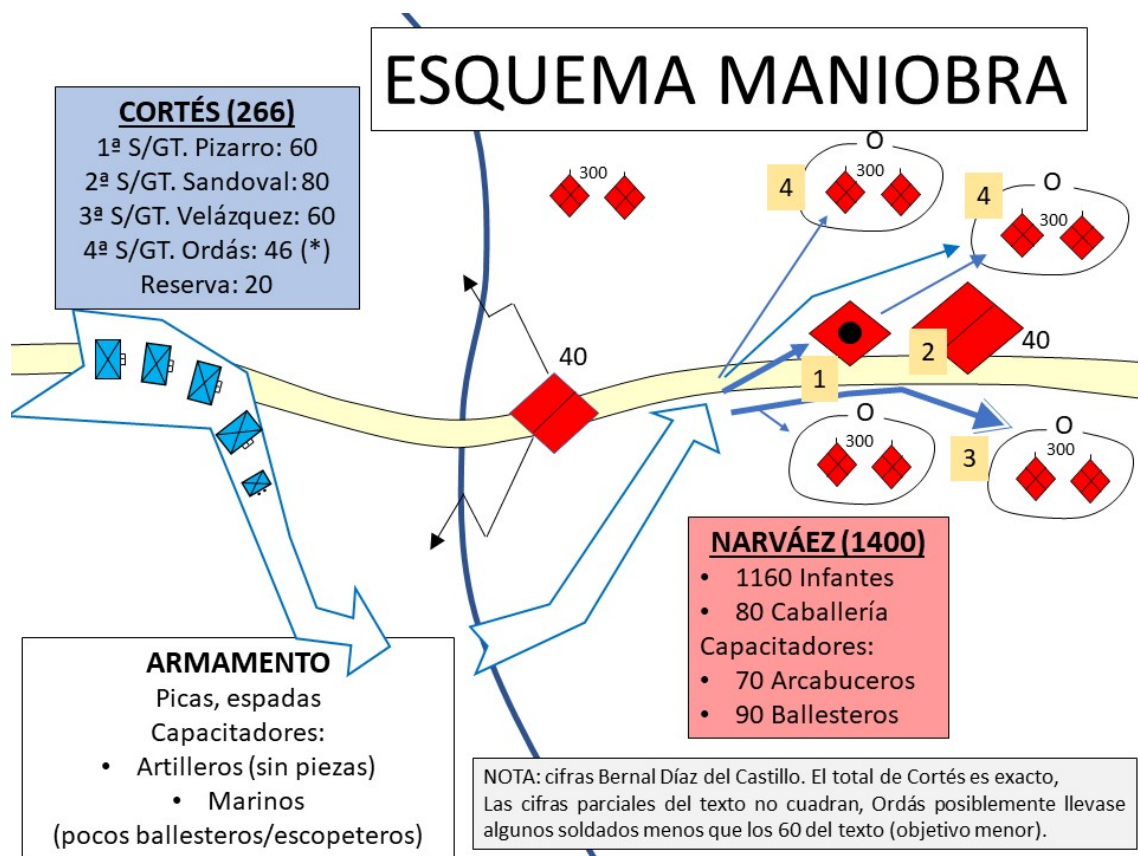 ESQUEMA MANIOBRA
CORTÉS (266)
1ª S/GT. Pizarro: 60
2ª S/GT. Sandoval: 80
3ª S/GT. Velázquez: 60
4ª S/GT. Ordás: 46 (*)
Reserva: 20
300
O
4
300
O
4
300
40
2
40
1
O
300
O
300
3
NARVÁEZ (1400)
• 1160 Infantes
• 80 Caballería
Capacitadores:
• 70 Arcabuceros
• 90 Ballesteros
ARMAMENTO
Picas, espadas
Capacitadores:
• Artilleros (sin piezas)
• Marinos
(pocos ballesteros/escopeteros)
NOTA: cifras Bernal Díaz del Castillo. El total de Cortés es exacto,
Las cifras parciales del texto no cuadran, Ordás posiblemente llevase
algunos soldados menos que los 60 del texto (objetivo menor).